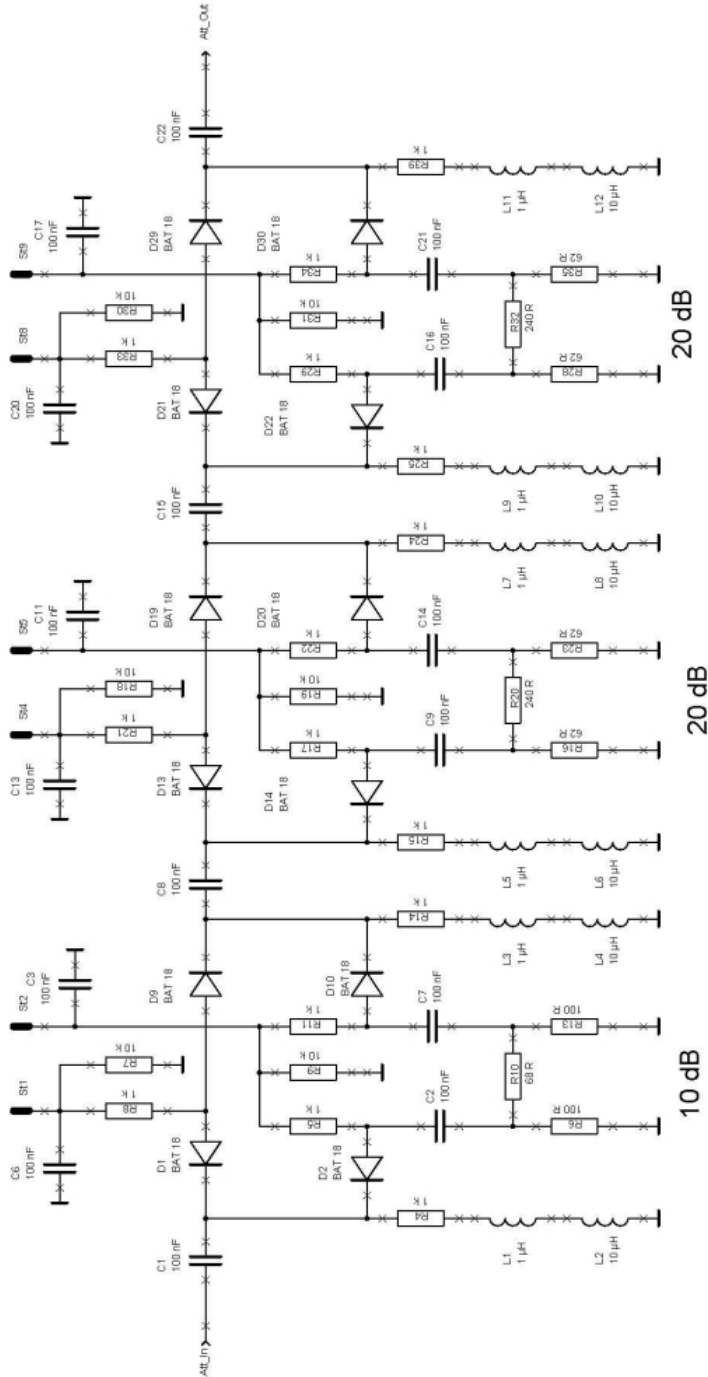 Att_In
C1
100 nF
C6
100 nF
St1
R8
1 k
R7
10 k
D1
BAT 18
St2
C3
100 nF
D9
BAT 18
R5
1 k
R9
10 k
R11
1 k
D2
BAT 18
D10
BAT 18
R4
1 k
L1
1 µH
L2
10 µH
C2
100 nF
C7
100 nF
R10
68 R
R6
100 R
R13
100 R
R14
1 k
L3
1 µH
L4
10 µH
10 dB
C8
100 nF
C13
100 nF
St4
R21
1 k
R18
10 k
D13
BAT 18
St5
C11
100 nF
D19
BAT 18
R17
1 k
R19
10 k
R22
1 k
D14
BAT 18
D20
BAT 18
R15
1 k
L5
1 µH
L6
10 µH
C9
100 nF
C14
100 nF
R20
240 R
R16
62 R
R23
62 R
R24
1 k
L7
1 µH
L8
10 µH
20 dB
C15
100 nF
C20
100 nF
St8
R33
1 k
R30
10 k
D21
BAT 18
St9
C17
100 nF
D29
BAT 18
R29
1 k
R31
10 k
R34
1 k
D22
BAT 18
D30
BAT 18
R25
1 k
L9
1 µH
L10
10 µH
C16
100 nF
C21
100 nF
R32
240 R
R28
62 R
R35
62 R
R39
1 k
L11
1 µH
L12
10 µH
20 dB
C22
100 nF
Att_Out